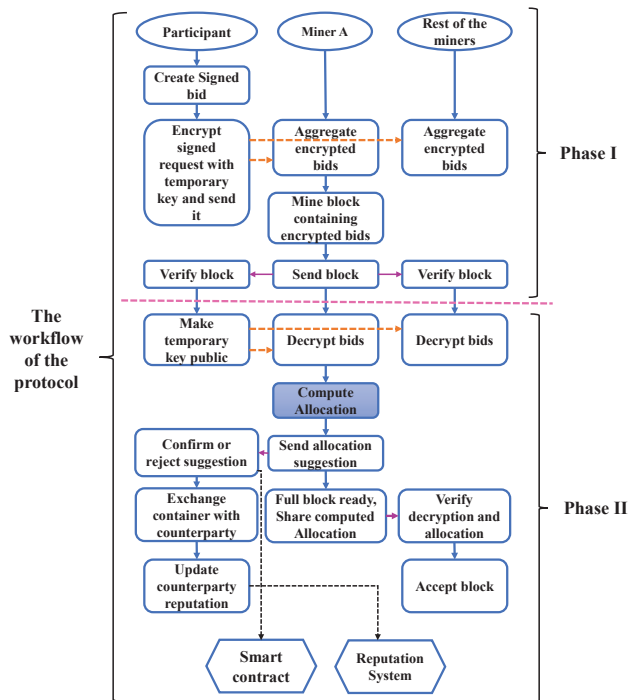 Participant
Miner A
Rest of the
miners
Create Signed
bid
Encrypt
signed
request with
temporary
key and send
it
Aggregate
encrypted
bids
Aggregate
encrypted
bids
Phase I
Mine block
containing
encrypted bids
Verify block
Send block
Verify block
The
workflow
of the
protocol
Make
temporary
key public
Decrypt bids
Decrypt bids
Compute
Allocation
Confirm or
reject suggestion
Send allocation
suggestion
Exchange
container with
counterparty
Full block ready,
Share computed
Allocation
Verify
decryption and
allocation
Phase II
Update
counterparty
reputation
Accept block
Smart
contract
Reputation
System